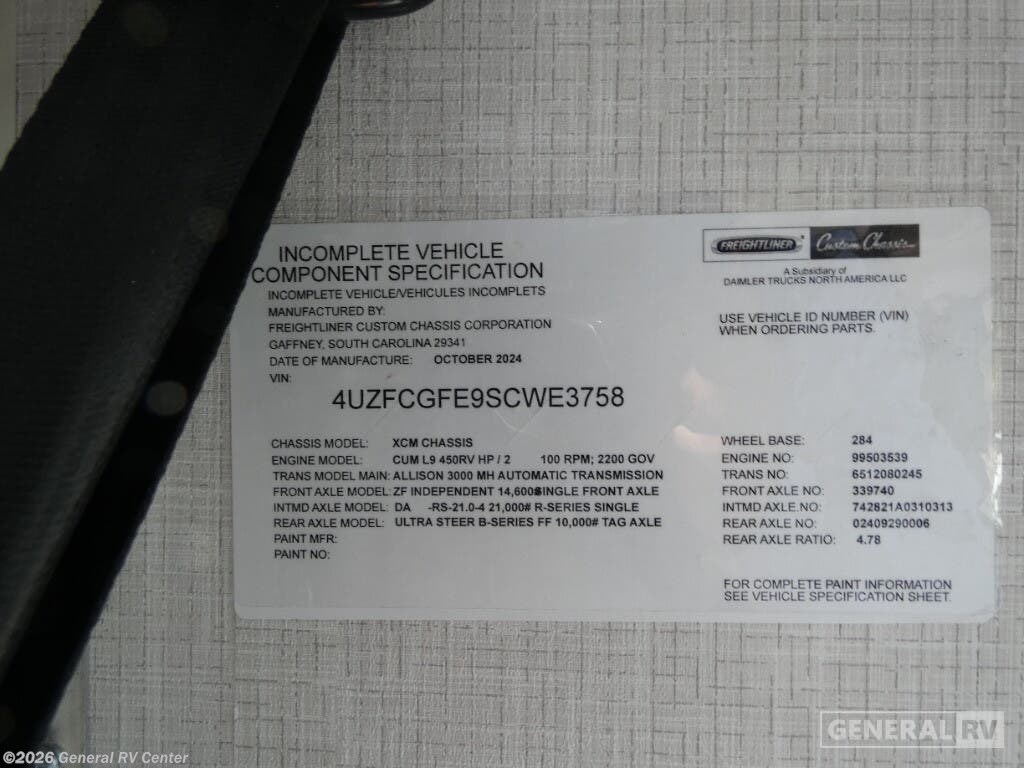 INCOMPLETE VEHICLE
COMPONENT SPECIFICATION
INCOMPLETE VEHICLE/VEHICULES INCOMPLETS
MANUFACTURED BY:
FREIGHTLINER CUSTOM CHASSIS CORPORATION
GAFFNEY, SOUTH CAROLINA 29341
DATE OF MANUFACTURE: OCTOBER 2024
VIN:
4UZFCGFE9SCWE3758
FREIGHTLINER Custom Chassis
A Subsidiary of
DAIMLER TRUCKS NORTH AMERICA LLC
USE VEHICLE ID NUMBER (VIN)
WHEN ORDERING PARTS.
CHASSIS MODEL: XCM CHASSIS
ENGINE MODEL: CUM L9 450RV HP / 2 100 RPM; 2200 GOV
TRANS MODEL MAIN: ALLISON 3000 MH AUTOMATIC TRANSMISSION
FRONT AXLE MODEL: ZF INDEPENDENT 14,600# SINGLE FRONT AXLE
INTMD AXLE MODEL: DA -RS-21.0-4 21,000# R-SERIES SINGLE
REAR AXLE MODEL: ULTRA STEER B-SERIES FF 10,000# TAG AXLE
PAINT MFR:
PAINT NO:
WHEEL BASE: 284
ENGINE NO: 99503539
TRANS NO: 6512080245
FRONT AXLE NO: 339740
INTMD AXLE.NO: 742821A0310313
REAR AXLE NO: 02409290006
REAR AXLE RATIO: 4.78
FOR COMPLETE PAINT INFORMATION
SEE VEHICLE SPECIFICATION SHEET.
GENERAL RV
©2026 General RV Center